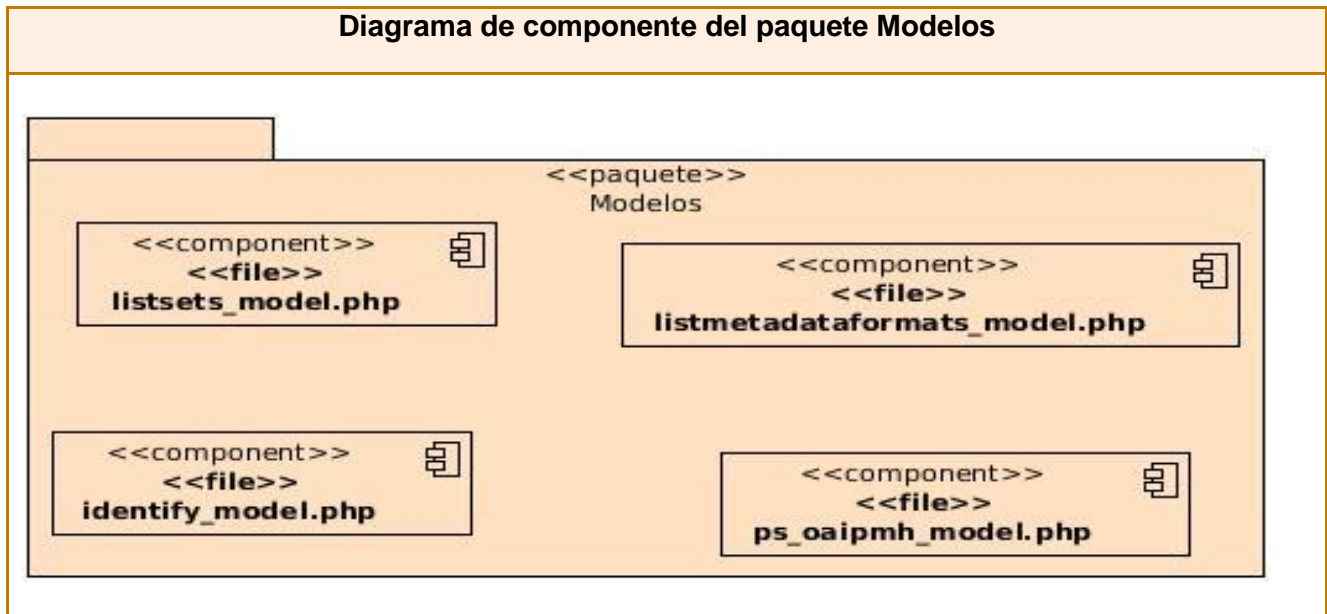 Diagrama de componente del paquete Modelos
<<paquete>>
Modelos
<<component>>
<<file>>
listsets_model.php
<<component>>
<<file>>
listmetadataformats_model.php
<<component>>
<<file>>
identify_model.php
<<component>>
<<file>>
ps_oaipmh_model.php